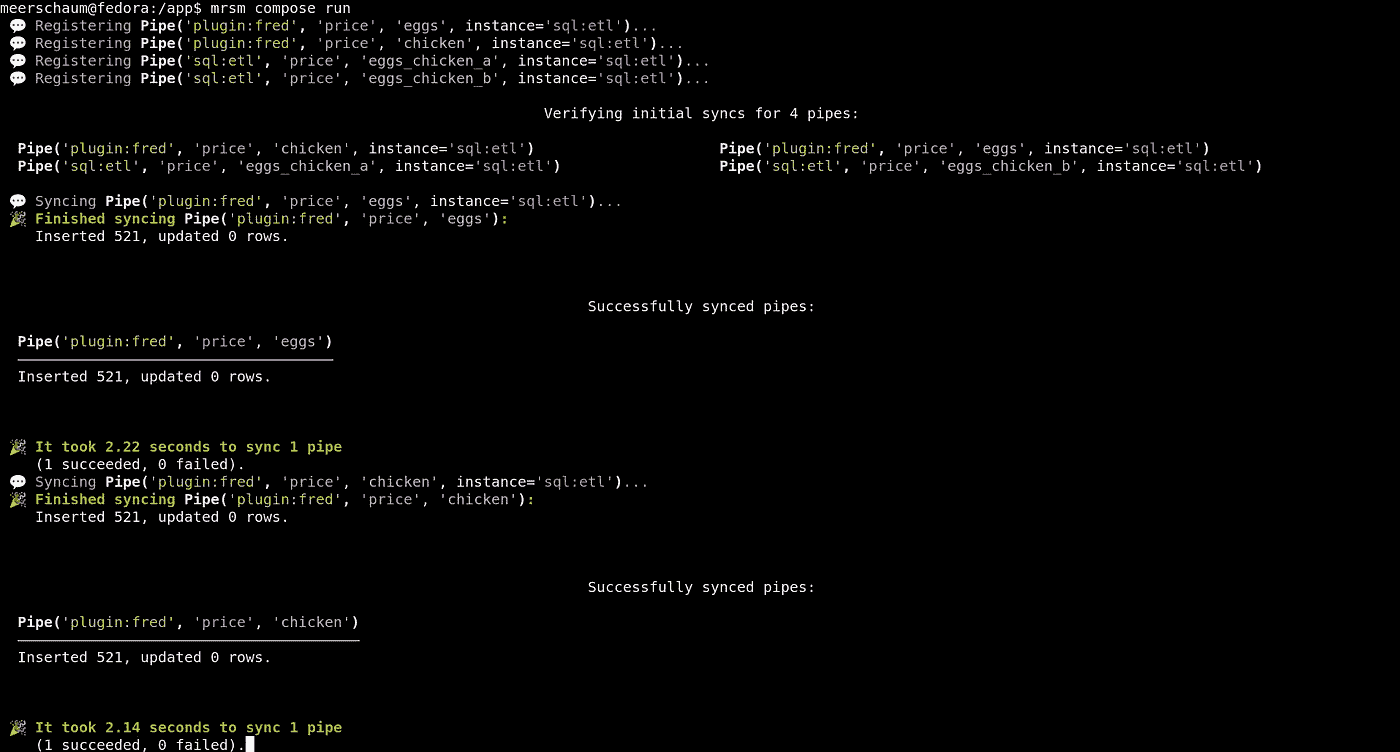 meerschaum@fedora:/app$ mrsm compose run
💬 Registering Pipe('plugin:fred', 'price', 'eggs', instance='sql:etl')...
💬 Registering Pipe('plugin:fred', 'price', 'chicken', instance='sql:etl')...
💬 Registering Pipe('sql:etl', 'price', 'eggs_chicken_a', instance='sql:etl')...
💬 Registering Pipe('sql:etl', 'price', 'eggs_chicken_b', instance='sql:etl')...
Verifying initial syncs for 4 pipes:
Pipe('plugin:fred', 'price', 'chicken', instance='sql:etl') Pipe('plugin:fred', 'price', 'eggs', instance='sql:etl')
Pipe('sql:etl', 'price', 'eggs_chicken_a', instance='sql:etl') Pipe('sql:etl', 'price', 'eggs_chicken_b', instance='sql:etl')
💬 Syncing Pipe('plugin:fred', 'price', 'eggs', instance='sql:etl')...
🎉 Finished syncing Pipe('plugin:fred', 'price', 'eggs'):
Inserted 521, updated 0 rows.
Successfully synced pipes:
Pipe('plugin:fred', 'price', 'eggs')
Inserted 521, updated 0 rows.
🎉 It took 2.22 seconds to sync 1 pipe
(1 succeeded, 0 failed).
💬 Syncing Pipe('plugin:fred', 'price', 'chicken', instance='sql:etl')...
🎉 Finished syncing Pipe('plugin:fred', 'price', 'chicken'):
Inserted 521, updated 0 rows.
Successfully synced pipes:
Pipe('plugin:fred', 'price', 'chicken')
Inserted 521, updated 0 rows.
🎉 It took 2.14 seconds to sync 1 pipe
(1 succeeded, 0 failed).